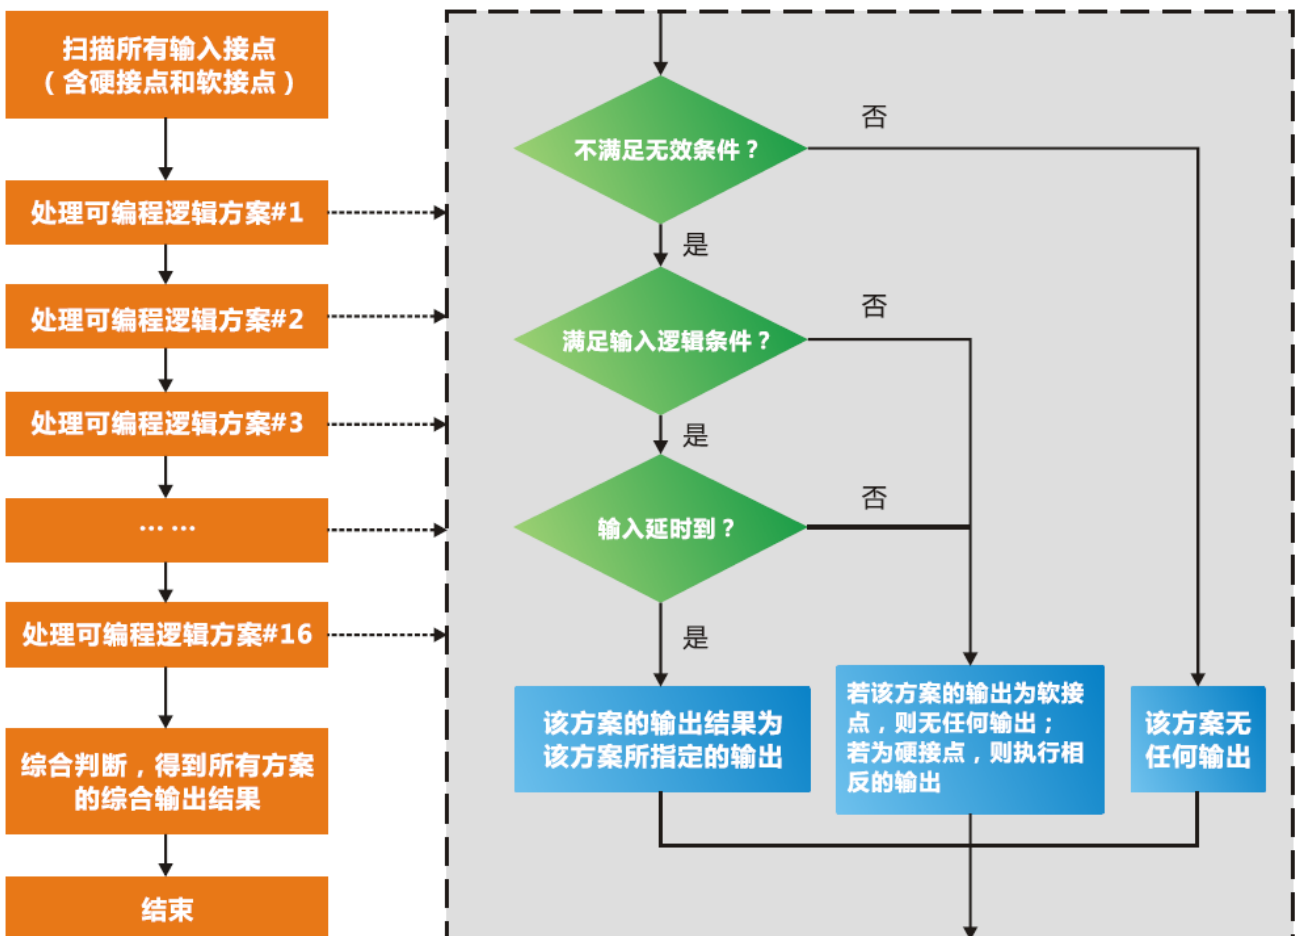 扫描所有输入接点
（含硬接点和软接点）
处理可编程逻辑方案#1
处理可编程逻辑方案#2
处理可编程逻辑方案#3
… …
处理可编程逻辑方案#16
综合判断，得到所有方案
的综合输出结果
结束
不满足无效条件？
否
是
满足输入逻辑条件？
否
是
输入延时到？
否
是
该方案的输出结果为
该方案所指定的输出
若该方案的输出为软接
点，则无任何输出；
若为硬接点，则执行相
反的输出
该方案无
任何输出